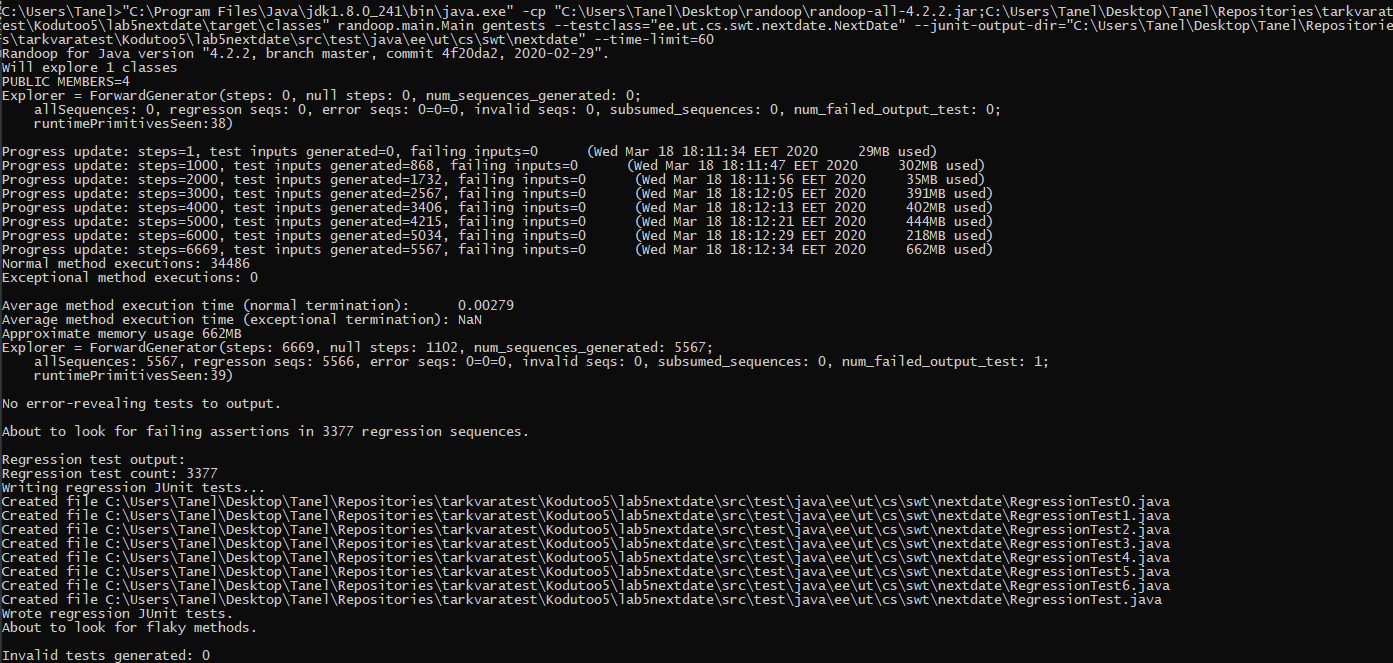 C:\Users\Tanel>"C:\Program Files\Java\jdk1.8.0_241\bin\java.exe" -cp "C:\Users\Tanel\Desktop\randoop\randoop-all-4.2.2.jar;C:\Users\Tanel\Desktop\Tanel\Repositories\tarkvarat
est\Kodutoo5\lab5nextdate\target\classes" randoop.main.Main gentests --testclass="ee.ut.cs.swt.nextdate.NextDate" --junit-output-dir="C:\Users\Tanel\Desktop\Tanel\Repositorie
s\tarkvaratest\Kodutoo5\lab5nextdate\src\test\java\ee\ut\cs\swt\nextdate" --time-limit=60
Randoop for Java version "4.2.2, branch master, commit 4f20da2, 2020-02-29".
Will explore 1 classes
PUBLIC MEMBERS=4
Explorer = ForwardGenerator(steps: 0, null steps: 0, num_sequences_generated: 0;
    allSequences: 0, regresson seqs: 0, error seqs: 0=0=0, invalid seqs: 0, subsumed_sequences: 0, num_failed_output_test: 0;
    runtimePrimitivesSeen:38)

Progress update: steps=1, test inputs generated=0, failing inputs=0      (Wed Mar 18 18:11:34 EET 2020     29MB used)
Progress update: steps=1000, test inputs generated=868, failing inputs=0      (Wed Mar 18 18:11:47 EET 2020     302MB used)
Progress update: steps=2000, test inputs generated=1732, failing inputs=0      (Wed Mar 18 18:11:56 EET 2020     35MB used)
Progress update: steps=3000, test inputs generated=2567, failing inputs=0      (Wed Mar 18 18:12:05 EET 2020     391MB used)
Progress update: steps=4000, test inputs generated=3406, failing inputs=0      (Wed Mar 18 18:12:13 EET 2020     402MB used)
Progress update: steps=5000, test inputs generated=4215, failing inputs=0      (Wed Mar 18 18:12:21 EET 2020     444MB used)
Progress update: steps=6000, test inputs generated=5034, failing inputs=0      (Wed Mar 18 18:12:29 EET 2020     218MB used)
Progress update: steps=6669, test inputs generated=5567, failing inputs=0      (Wed Mar 18 18:12:34 EET 2020     662MB used)
Normal method executions: 34486
Exceptional method executions: 0

Average method execution time (normal termination):      0.00279
Average method execution time (exceptional termination): NaN
Approximate memory usage 662MB
Explorer = ForwardGenerator(steps: 6669, null steps: 1102, num_sequences_generated: 5567;
    allSequences: 5567, regresson seqs: 5566, error seqs: 0=0=0, invalid seqs: 0, subsumed_sequences: 0, num_failed_output_test: 1;
    runtimePrimitivesSeen:39)

No error-revealing tests to output.

About to look for failing assertions in 3377 regression sequences.

Regression test output:
Regression test count: 3377
Writing regression JUnit tests...
Created file C:\Users\Tanel\Desktop\Tanel\Repositories\tarkvaratest\Kodutoo5\lab5nextdate\src\test\java\ee\ut\cs\swt\nextdate\RegressionTest0.java
Created file C:\Users\Tanel\Desktop\Tanel\Repositories\tarkvaratest\Kodutoo5\lab5nextdate\src\test\java\ee\ut\cs\swt\nextdate\RegressionTest1.java
Created file C:\Users\Tanel\Desktop\Tanel\Repositories\tarkvaratest\Kodutoo5\lab5nextdate\src\test\java\ee\ut\cs\swt\nextdate\RegressionTest2.java
Created file C:\Users\Tanel\Desktop\Tanel\Repositories\tarkvaratest\Kodutoo5\lab5nextdate\src\test\java\ee\ut\cs\swt\nextdate\RegressionTest3.java
Created file C:\Users\Tanel\Desktop\Tanel\Repositories\tarkvaratest\Kodutoo5\lab5nextdate\src\test\java\ee\ut\cs\swt\nextdate\RegressionTest4.java
Created file C:\Users\Tanel\Desktop\Tanel\Repositories\tarkvaratest\Kodutoo5\lab5nextdate\src\test\java\ee\ut\cs\swt\nextdate\RegressionTest5.java
Created file C:\Users\Tanel\Desktop\Tanel\Repositories\tarkvaratest\Kodutoo5\lab5nextdate\src\test\java\ee\ut\cs\swt\nextdate\RegressionTest6.java
Created file C:\Users\Tanel\Desktop\Tanel\Repositories\tarkvaratest\Kodutoo5\lab5nextdate\src\test\java\ee\ut\cs\swt\nextdate\RegressionTest.java
Wrote regression JUnit tests.
About to look for flaky methods.

Invalid tests generated: 0